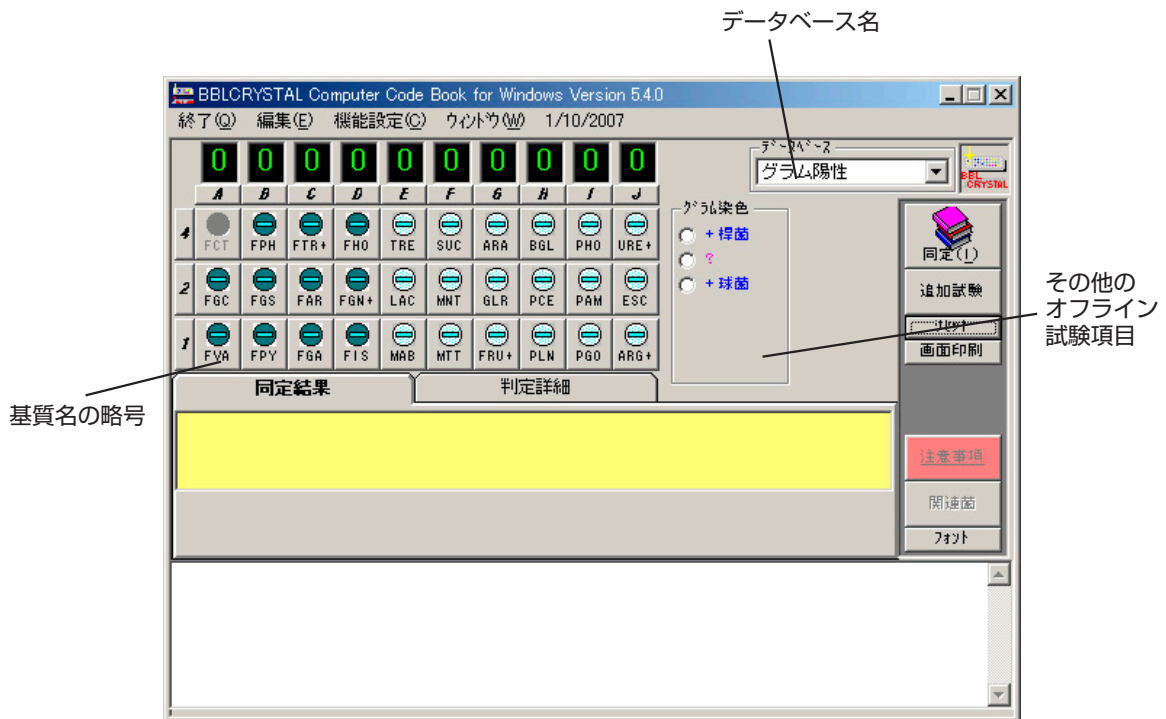 データベース名
BBLCRYSTAL Computer Code Book for Windows Version 5.4.0
終了(Q) 編集(E) 機能設定(C) ウィンドウ(W) 1/10/2007
0 0 0 0 0 0 0 0 0 0
A B C D E F G H I J
データベース
グラム陽性
BBL
CRYSTAL
4 FCT FPH FTR+ FHO TRE SUC ARA BGL PHO URE+
2 FGC FGS FAR FGN+ LAC MNT GLR PCE PAM ESC
1 FVA FPY FGA FIS MAB MTT FRU+ PLN PGO ARG+
グラム染色
+ 桿菌
?
+ 球菌
同定(I)
追加試験
リセット
画面印刷
その他の
オフライン
試験項目
基質名の略号
同定結果 判定詳細
注意事項
関連菌
フォント